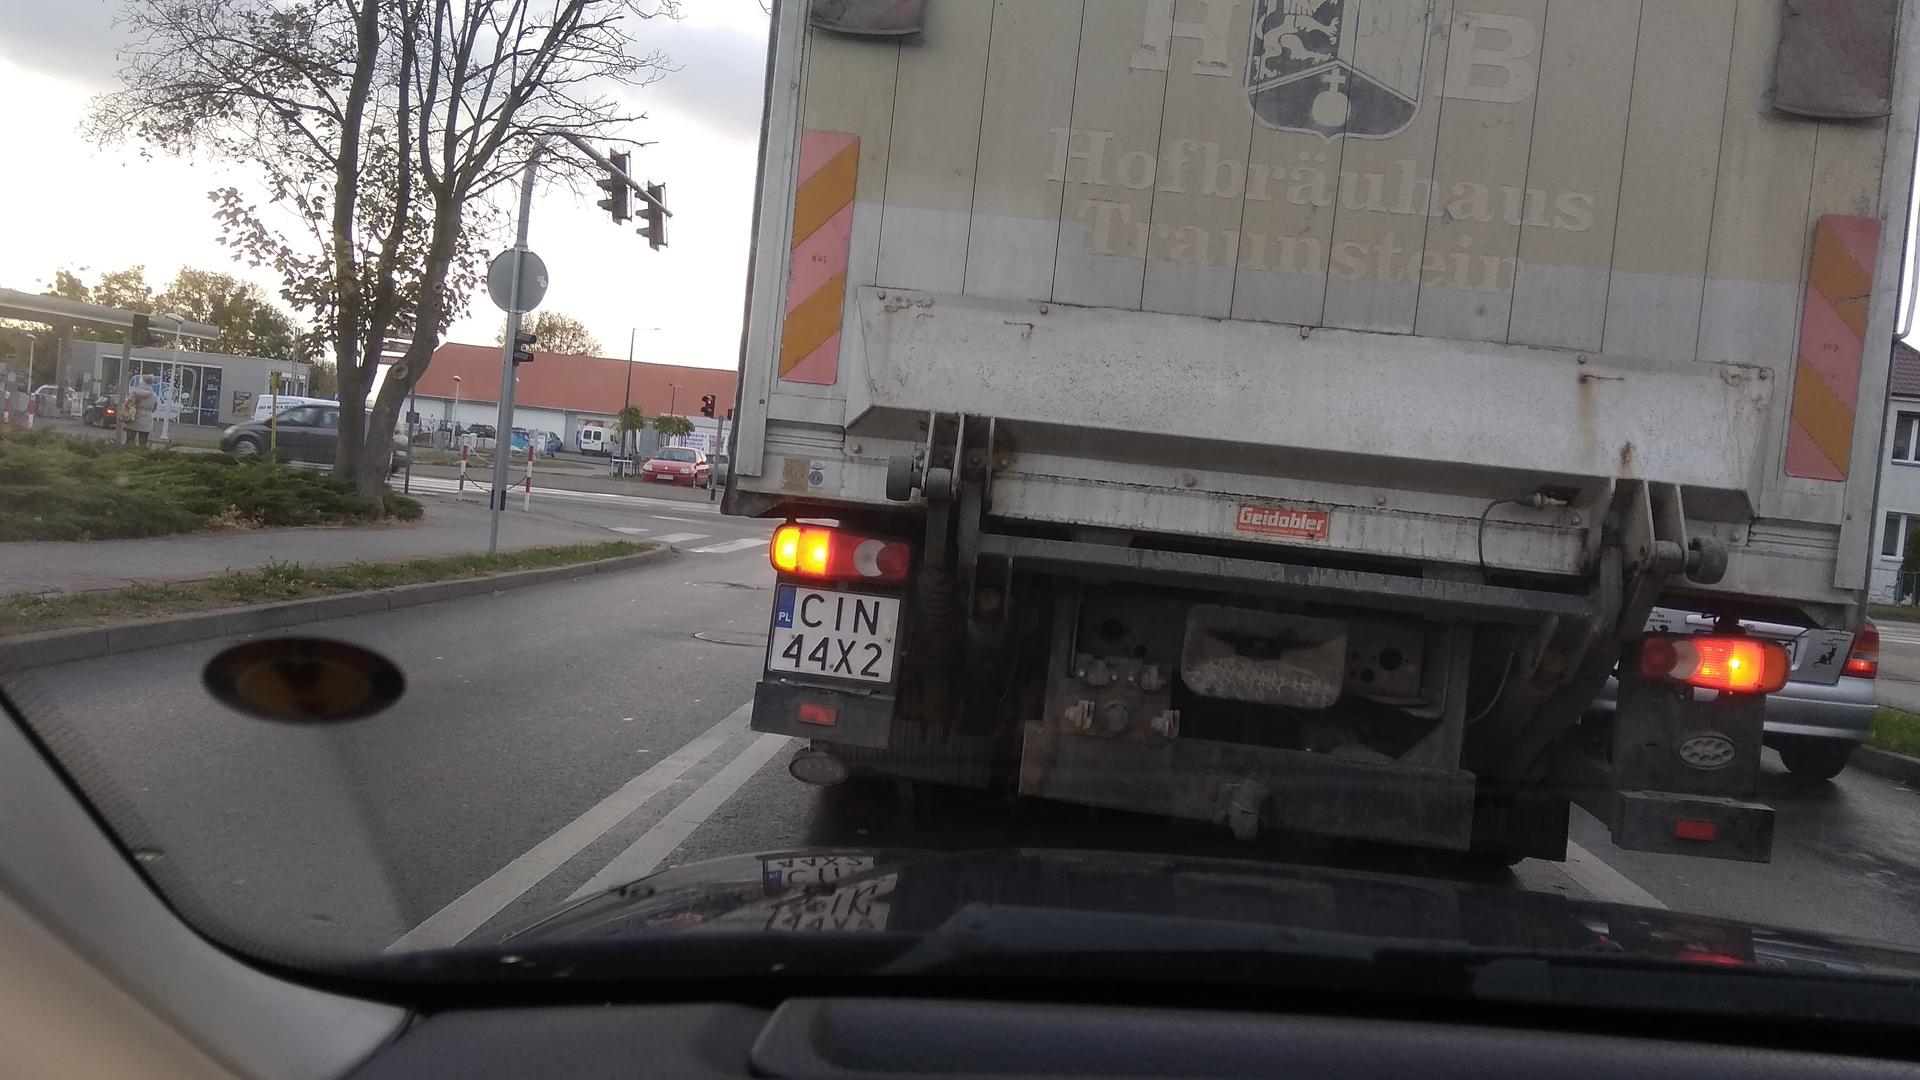 H B
Hofbräuhaus
Traunstein
Geidobler
PL
CIN
44X2